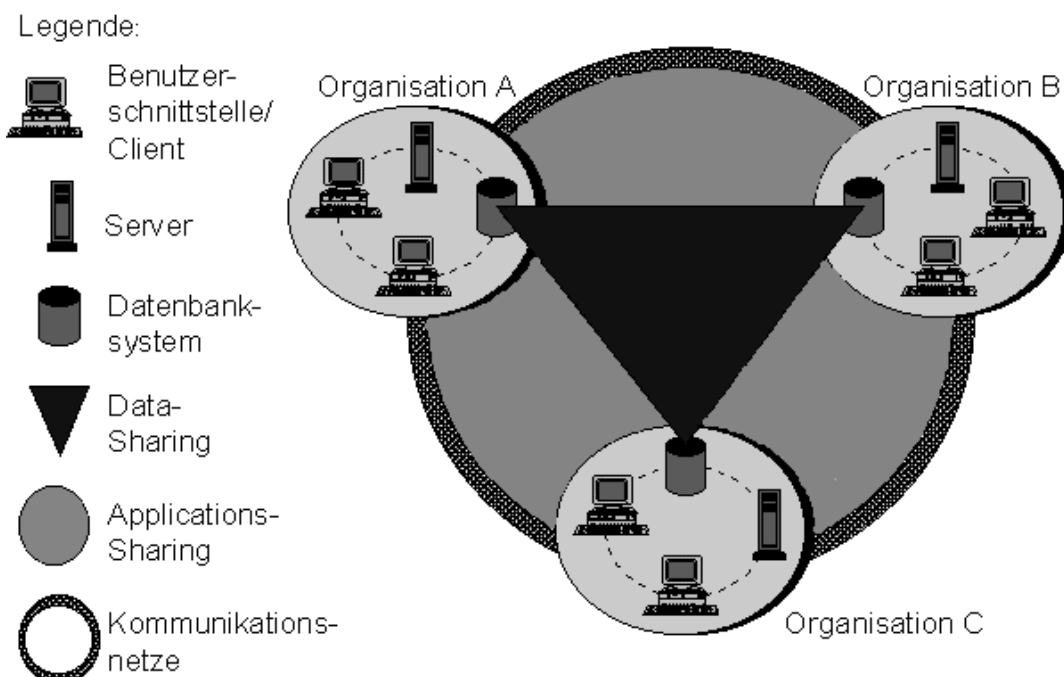 Legende:
Benutzer-
schnittstelle/
Client
Server
Datenbank-
system
Data-
Sharing
Applications-
Sharing
Kommunikations-
netze
Organisation A
Organisation B
Organisation C